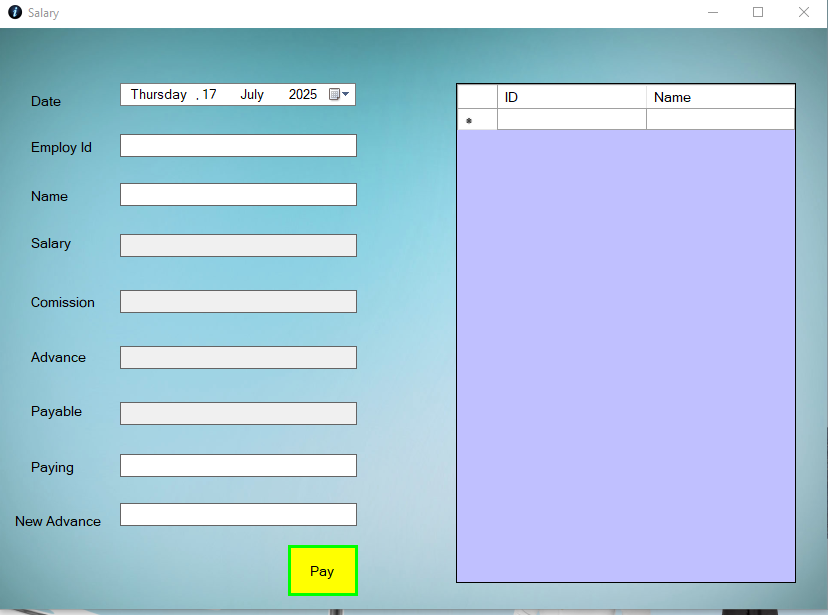 Salary
Date
Thursday , 17 July 2025
Employ Id
Name
Salary
Comission
Advance
Payable
Paying
New Advance
Pay
ID Name
*